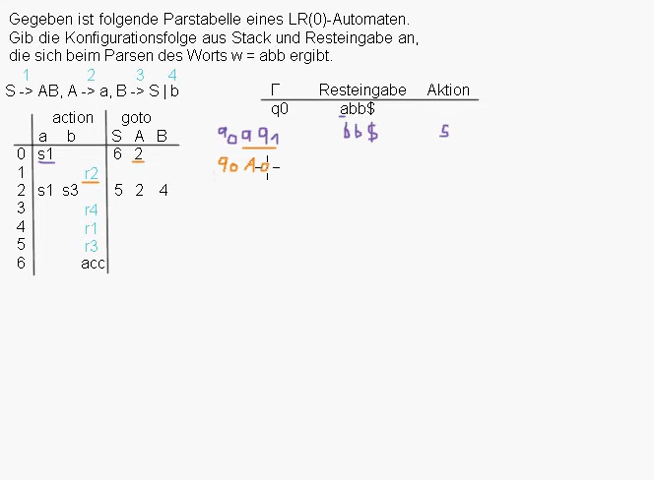 Gegeben ist folgende Parstabelle eines LR(0)-Automaten.
Gib die Konfigurationsfolge aus Stack und Resteingabe an,
die sich beim Parsen des Worts w = abb ergibt.
1 2 3 4
S -> AB, A -> a, B -> S | b
Γ Resteingabe Aktion
q0 abb$
action goto
a b S A B
q0 a q1 bb$ s
0 s1 6 2
q0 A
1 r2
2 s1 s3 5 2 4
3 r4
4 r1
5 r3
6 acc